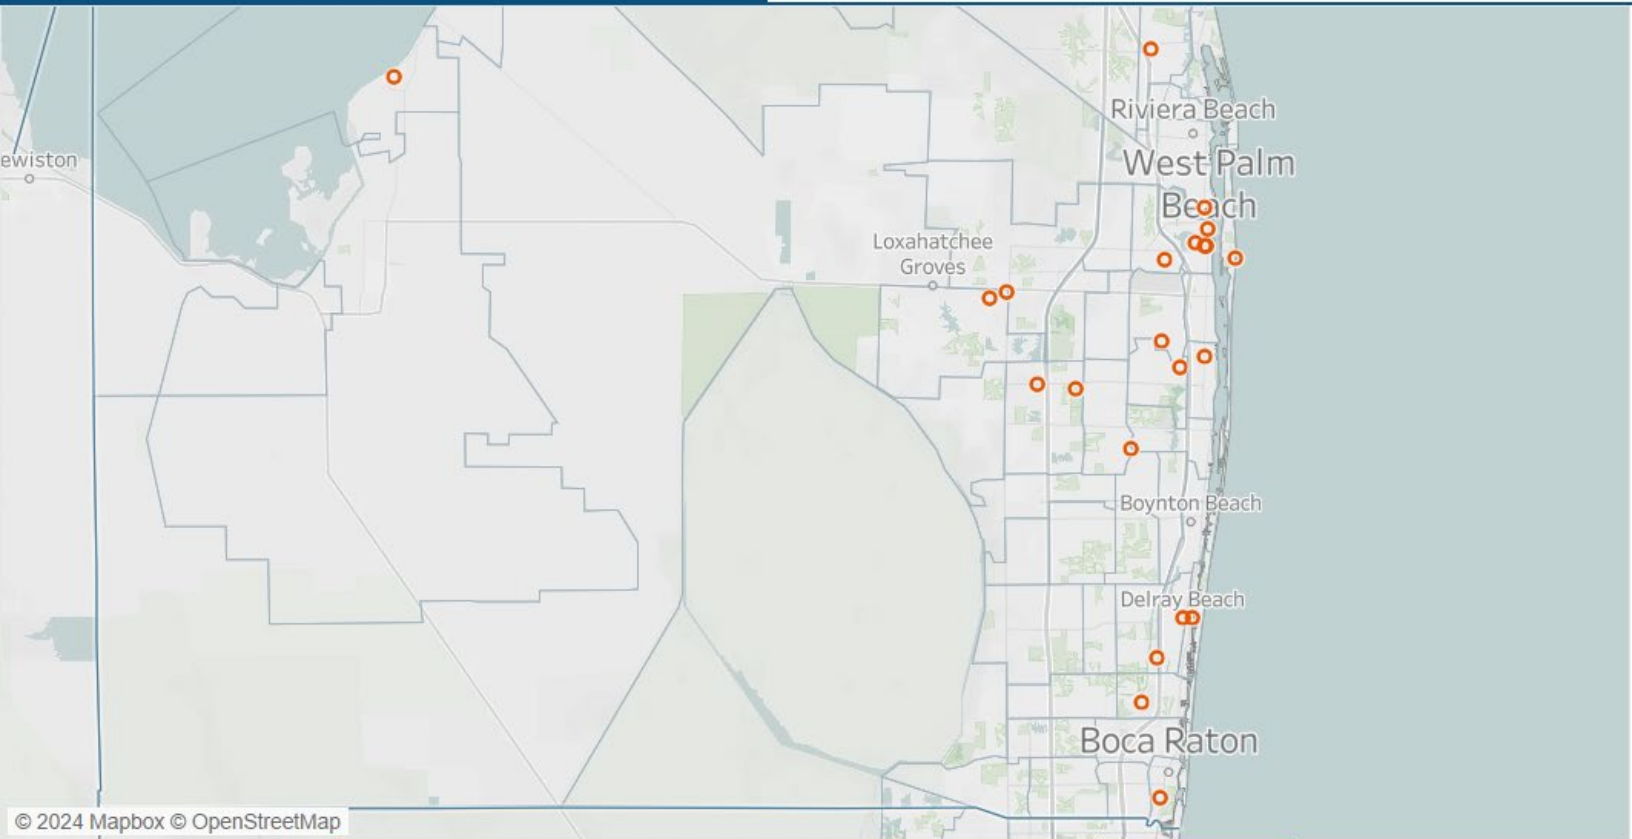 Riviera Beach
West Palm
Beach
ewiston
Loxahatchee
Groves
Boynton Beach
Delray Beach
Boca Raton
© 2024 Mapbox © OpenStreetMap